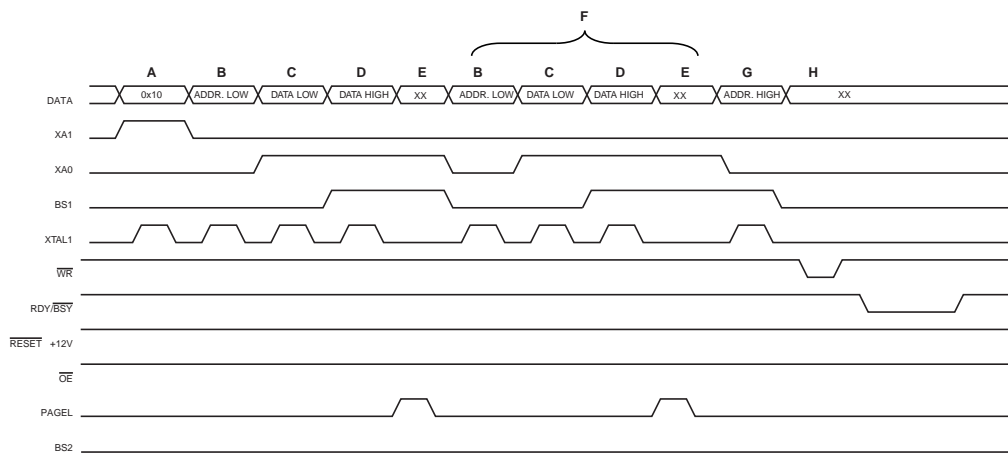 F
A B C D E B C D E G H
DATA 0x10 ADDR. LOW DATA LOW DATA HIGH XX ADDR. LOW DATA LOW DATA HIGH XX ADDR. HIGH XX
XA1
XA0
BS1
XTAL1
WR
RDY/BSY
RESET +12V
OE
PAGEL
BS2